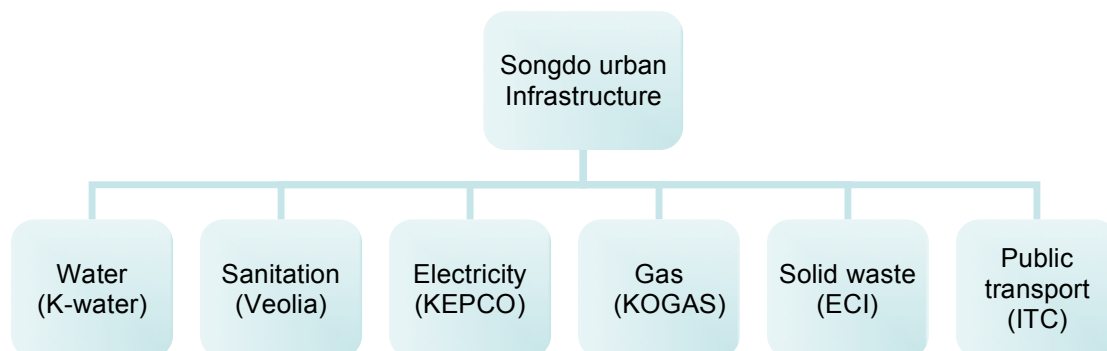 Songdo urban
Infrastructure
Water
(K-water)
Sanitation
(Veolia)
Electricity
(KEPCO)
Gas
(KOGAS)
Solid waste
(ECI)
Public
transport
(ITC)